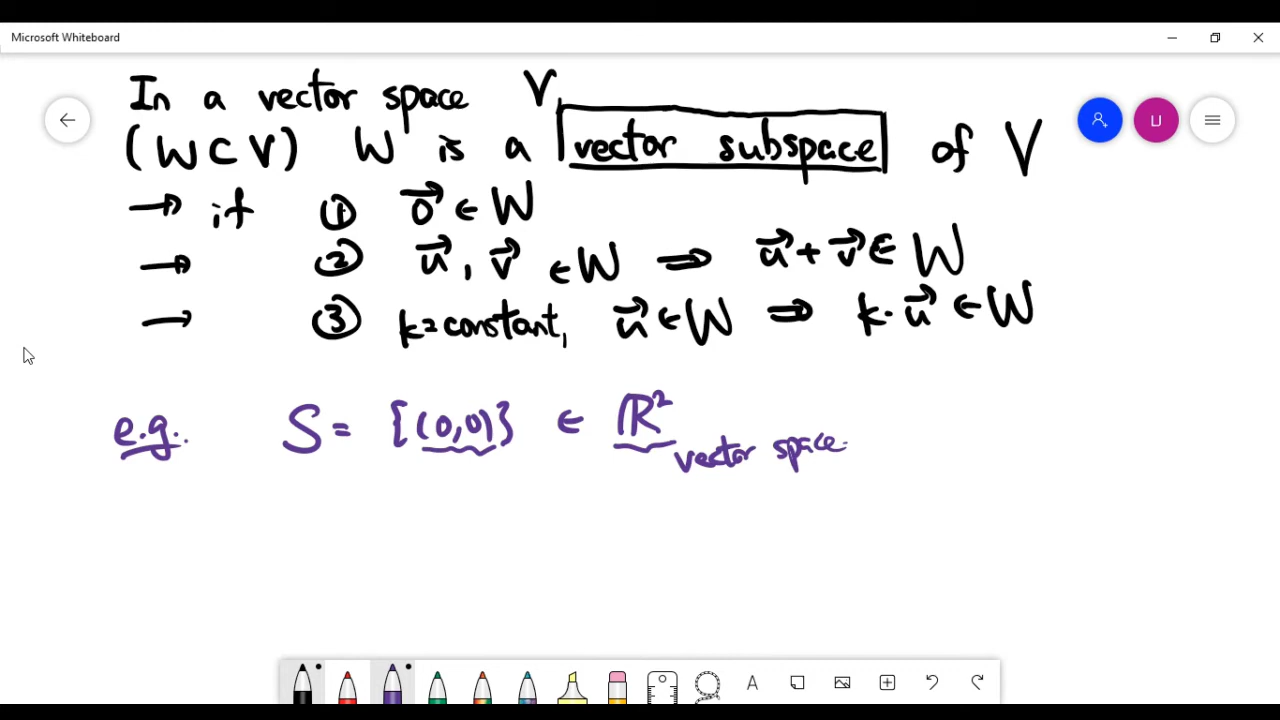 Microsoft Whiteboard
In a vector space V
(W ⊂ V) W is a vector subspace of V
→ if ① 0⃗ ∈ W
→ ② u⃗, v⃗ ∈ W ⇒ u⃗ + v⃗ ∈ W
→ ③ k = constant, u⃗ ∈ W ⇒ k · u⃗ ∈ W
e.g. S = {(0,0)} ∈ ℝ²
vector space